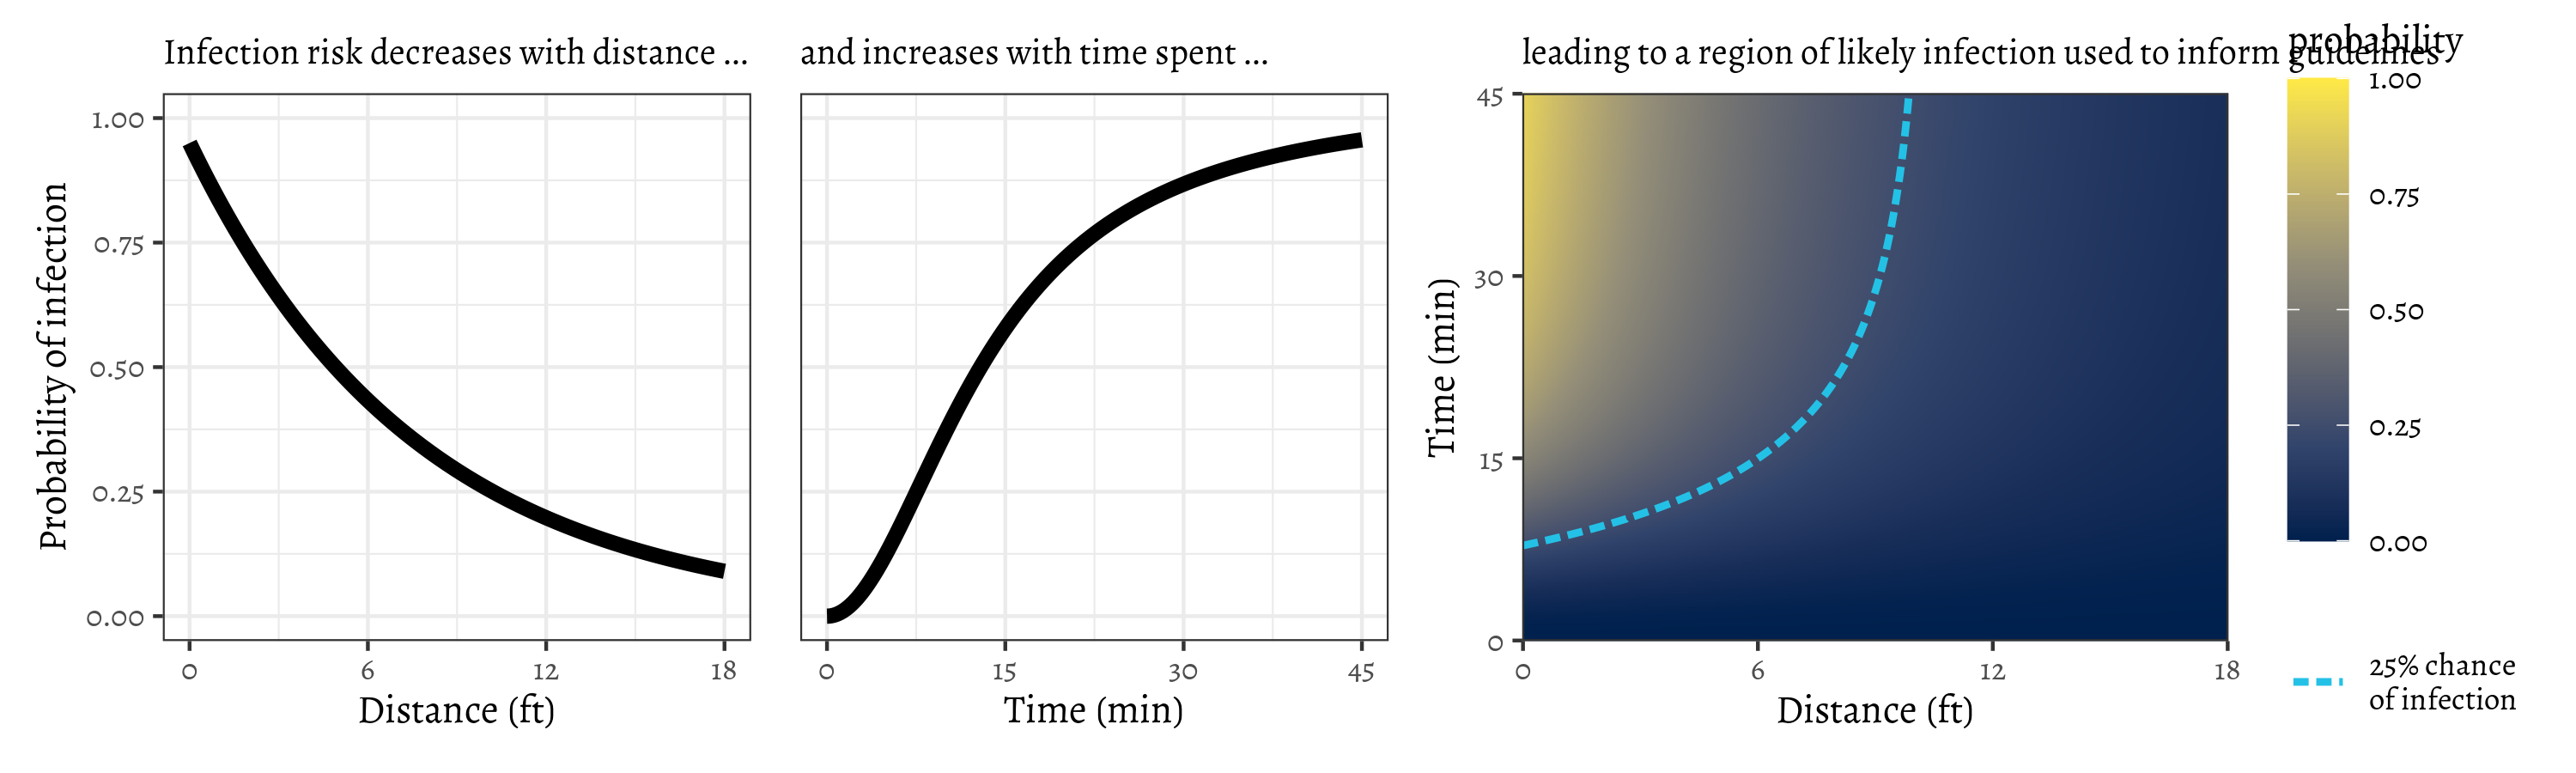 Infection risk decreases with distance ...
and increases with time spent ...
leading to a region of likely infection used to inform guidelines
Probability of infection
1.00
0.75
0.50
0.25
0.00
0
6
12
18
Distance (ft)
0
15
30
45
Time (min)
Time (min)
45
30
15
0
0
6
12
18
Distance (ft)
probability
1.00
0.75
0.50
0.25
0.00
25% chance
of infection